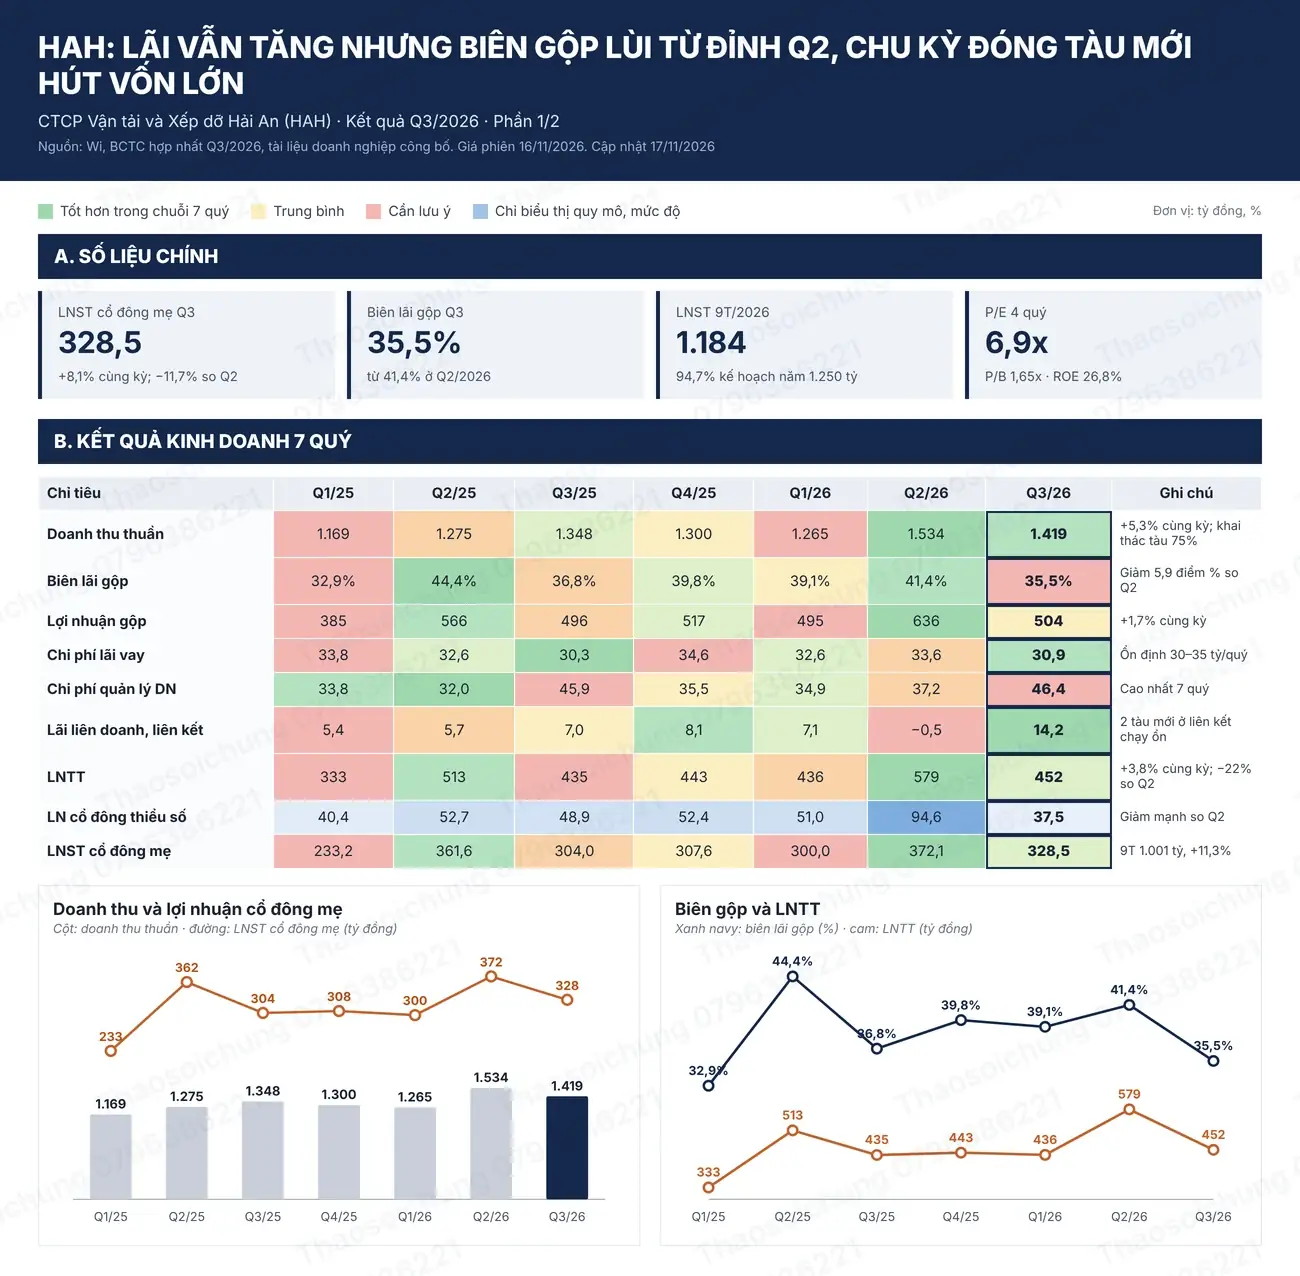 HAH: LÃI VẪN TĂNG NHƯNG BIÊN GỘP LÙI TỪ ĐỈNH Q2, CHU KỲ ĐÓNG TÀU MỚI
HÚT VỐN LỚN
CTCP Vận tải và Xếp dỡ Hải An (HAH) · Kết quả Q3/2026 · Phần 1/2
Nguồn: Wi, BCTC hợp nhất Q3/2026, tài liệu doanh nghiệp công bố. Giá phiên 16/11/2026. Cập nhật 17/11/2026
Tốt hơn trong chuỗi 7 quý Trung bình Cần lưu ý Chỉ biểu thị quy mô, mức độ Đơn vị: tỷ đồng, %
A. SỐ LIỆU CHÍNH
LNST cổ đông mẹ Q3
328,5
+8,1% cùng kỳ; −11,7% so Q2
Biên lãi gộp Q3
35,5%
từ 41,4% ở Q2/2026
LNST 9T/2026
1.184
94,7% kế hoạch năm 1.250 tỷ
P/E 4 quý
6,9x
P/B 1,65x · ROE 26,8%
B. KẾT QUẢ KINH DOANH 7 QUÝ
Chỉ tiêu Q1/25 Q2/25 Q3/25 Q4/25 Q1/26 Q2/26 Q3/26 Ghi chú
Doanh thu thuần 1.169 1.275 1.348 1.300 1.265 1.534 1.419 +5,3% cùng kỳ; khai
thác tàu 75%
Biên lãi gộp 32,9% 44,4% 36,8% 39,8% 39,1% 41,4% 35,5% Giảm 5,9 điểm % so
Q2
Lợi nhuận gộp 385 566 496 517 495 636 504 +1,7% cùng kỳ
Chi phí lãi vay 33,8 32,6 30,3 34,6 32,6 33,6 30,9 Ổn định 30–35 tỷ/quý
Chi phí quản lý DN 33,8 32,0 45,9 35,5 34,9 37,2 46,4 Cao nhất 7 quý
Lãi liên doanh, liên kết 5,4 5,7 7,0 8,1 7,1 −0,5 14,2 2 tàu mới ở liên kết
chạy ổn
LNTT 333 513 435 443 436 579 452 +3,8% cùng kỳ; −22%
so Q2
LN cổ đông thiểu số 40,4 52,7 48,9 52,4 51,0 94,6 37,5 Giảm mạnh so Q2
LNST cổ đông mẹ 233,2 361,6 304,0 307,6 300,0 372,1 328,5 9T 1.001 tỷ, +11,3%
Doanh thu và lợi nhuận cổ đông mẹ
Cột: doanh thu thuần · đường: LNST cổ đông mẹ (tỷ đồng)
233 362 304 308 300 372 328
1.169 1.275 1.348 1.300 1.265 1.534 1.419
Q1/25 Q2/25 Q3/25 Q4/25 Q1/26 Q2/26 Q3/26
Biên gộp và LNTT
Xanh navy: biên lãi gộp (%) · cam: LNTT (tỷ đồng)
32,9% 44,4% 36,8% 39,8% 39,1% 41,4% 35,5%
333 513 435 443 436 579 452
Q1/25 Q2/25 Q3/25 Q4/25 Q1/26 Q2/26 Q3/26
Thaosoichung 0796386221